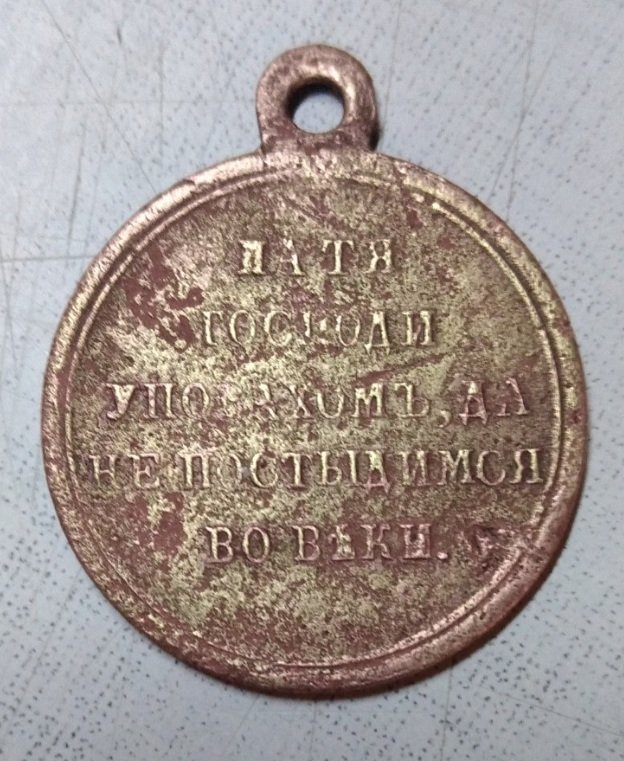 НА ТЯ
ГОСПОДИ
УПОВАХОМЪ, ДА
НЕ ПОСТЫДИМСЯ
ВО ВѢКИ.